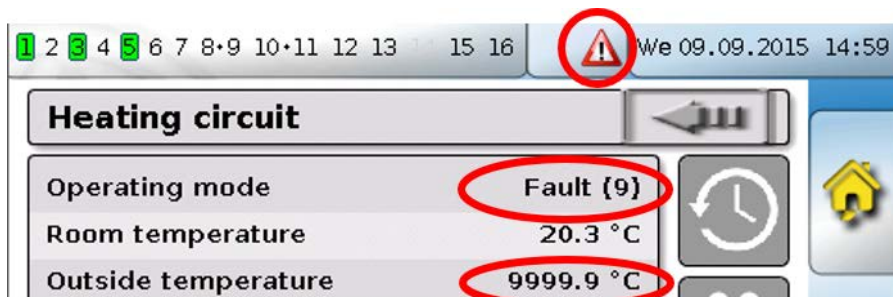 1 2 3 4 5 6 7 8•9 10•11 12 13 14 15 16 We 09.09.2015 14:59
Heating circuit
Operating mode Fault (9)
Room temperature 20.3 °C
Outside temperature 9999.9 °C